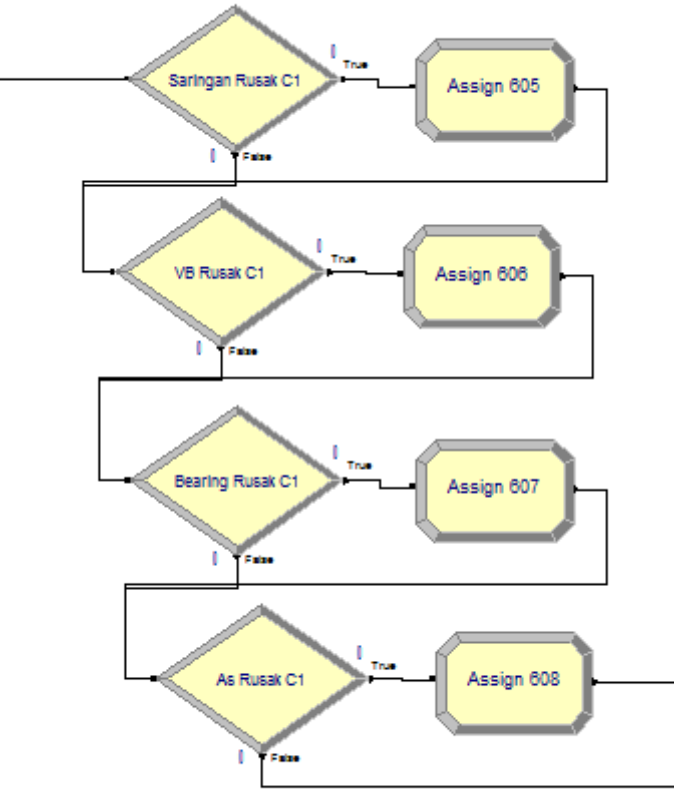 True
Saringan Rusak C1
Assign 605
False
True
VB Rusak C1
Assign 606
False
True
Bearing Rusak C1
Assign 607
False
True
As Rusak C1
Assign 608
False